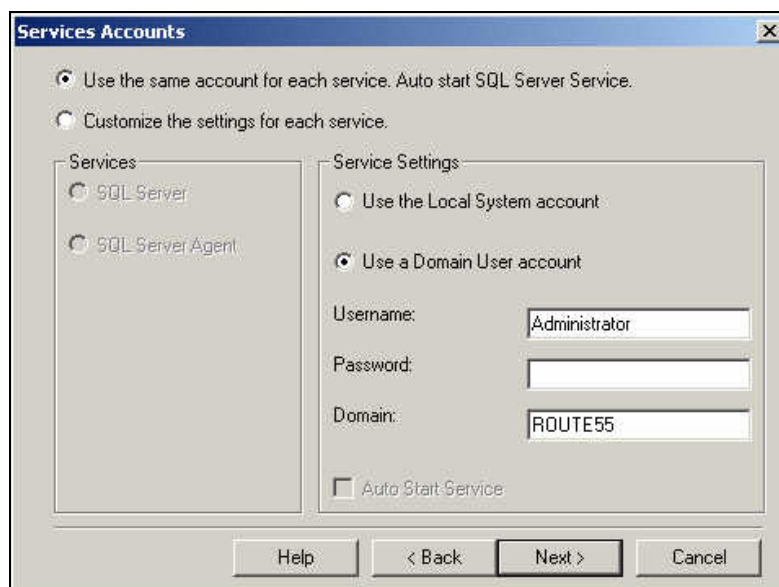 Services Accounts
Use the same account for each service. Auto start SQL Server Service.
Customize the settings for each service.
Services
SQL Server
SQL Server Agent
Service Settings
Use the Local System account
Use a Domain User account
Username:
Administrator
Password:
Domain:
ROUTE55
Auto Start Service
Help
< Back
Next >
Cancel